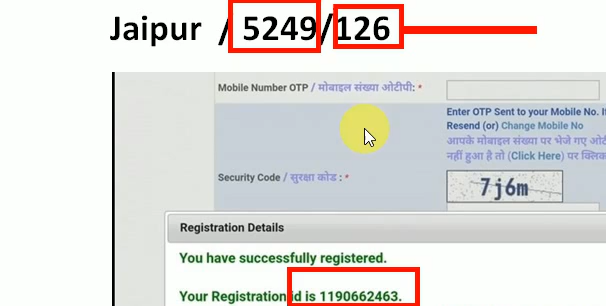 Jaipur / 5249/126
Mobile Number OTP / मोबाइल संख्या ओटीपी: *
Enter OTP Sent to your Mobile No. I
Resend (or) Change Mobile No
आपके मोबाइल संख्या पर भेजे गए ओट
नहीं हुआ है तो (Click Here) पर क्लि
Security Code / सुरक्षा कोड : *
7j6m
Registration Details
You have successfully registered.
Your Registration id is 1190662463.